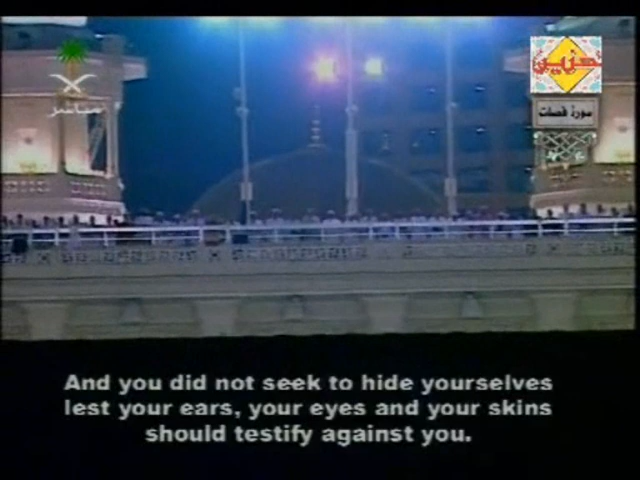 مباشر
سورة فصلت
And you did not seek to hide yourselves
lest your ears, your eyes and your skins
should testify against you.